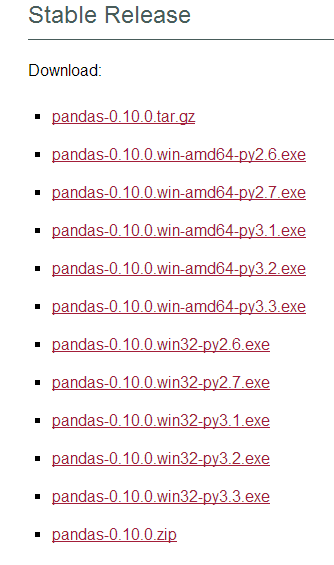 Stable Release
Download:
pandas-0.10.0.tar.gz
pandas-0.10.0.win-amd64-py2.6.exe
pandas-0.10.0.win-amd64-py2.7.exe
pandas-0.10.0.win-amd64-py3.1.exe
pandas-0.10.0.win-amd64-py3.2.exe
pandas-0.10.0.win-amd64-py3.3.exe
pandas-0.10.0.win32-py2.6.exe
pandas-0.10.0.win32-py2.7.exe
pandas-0.10.0.win32-py3.1.exe
pandas-0.10.0.win32-py3.2.exe
pandas-0.10.0.win32-py3.3.exe
pandas-0.10.0.zip